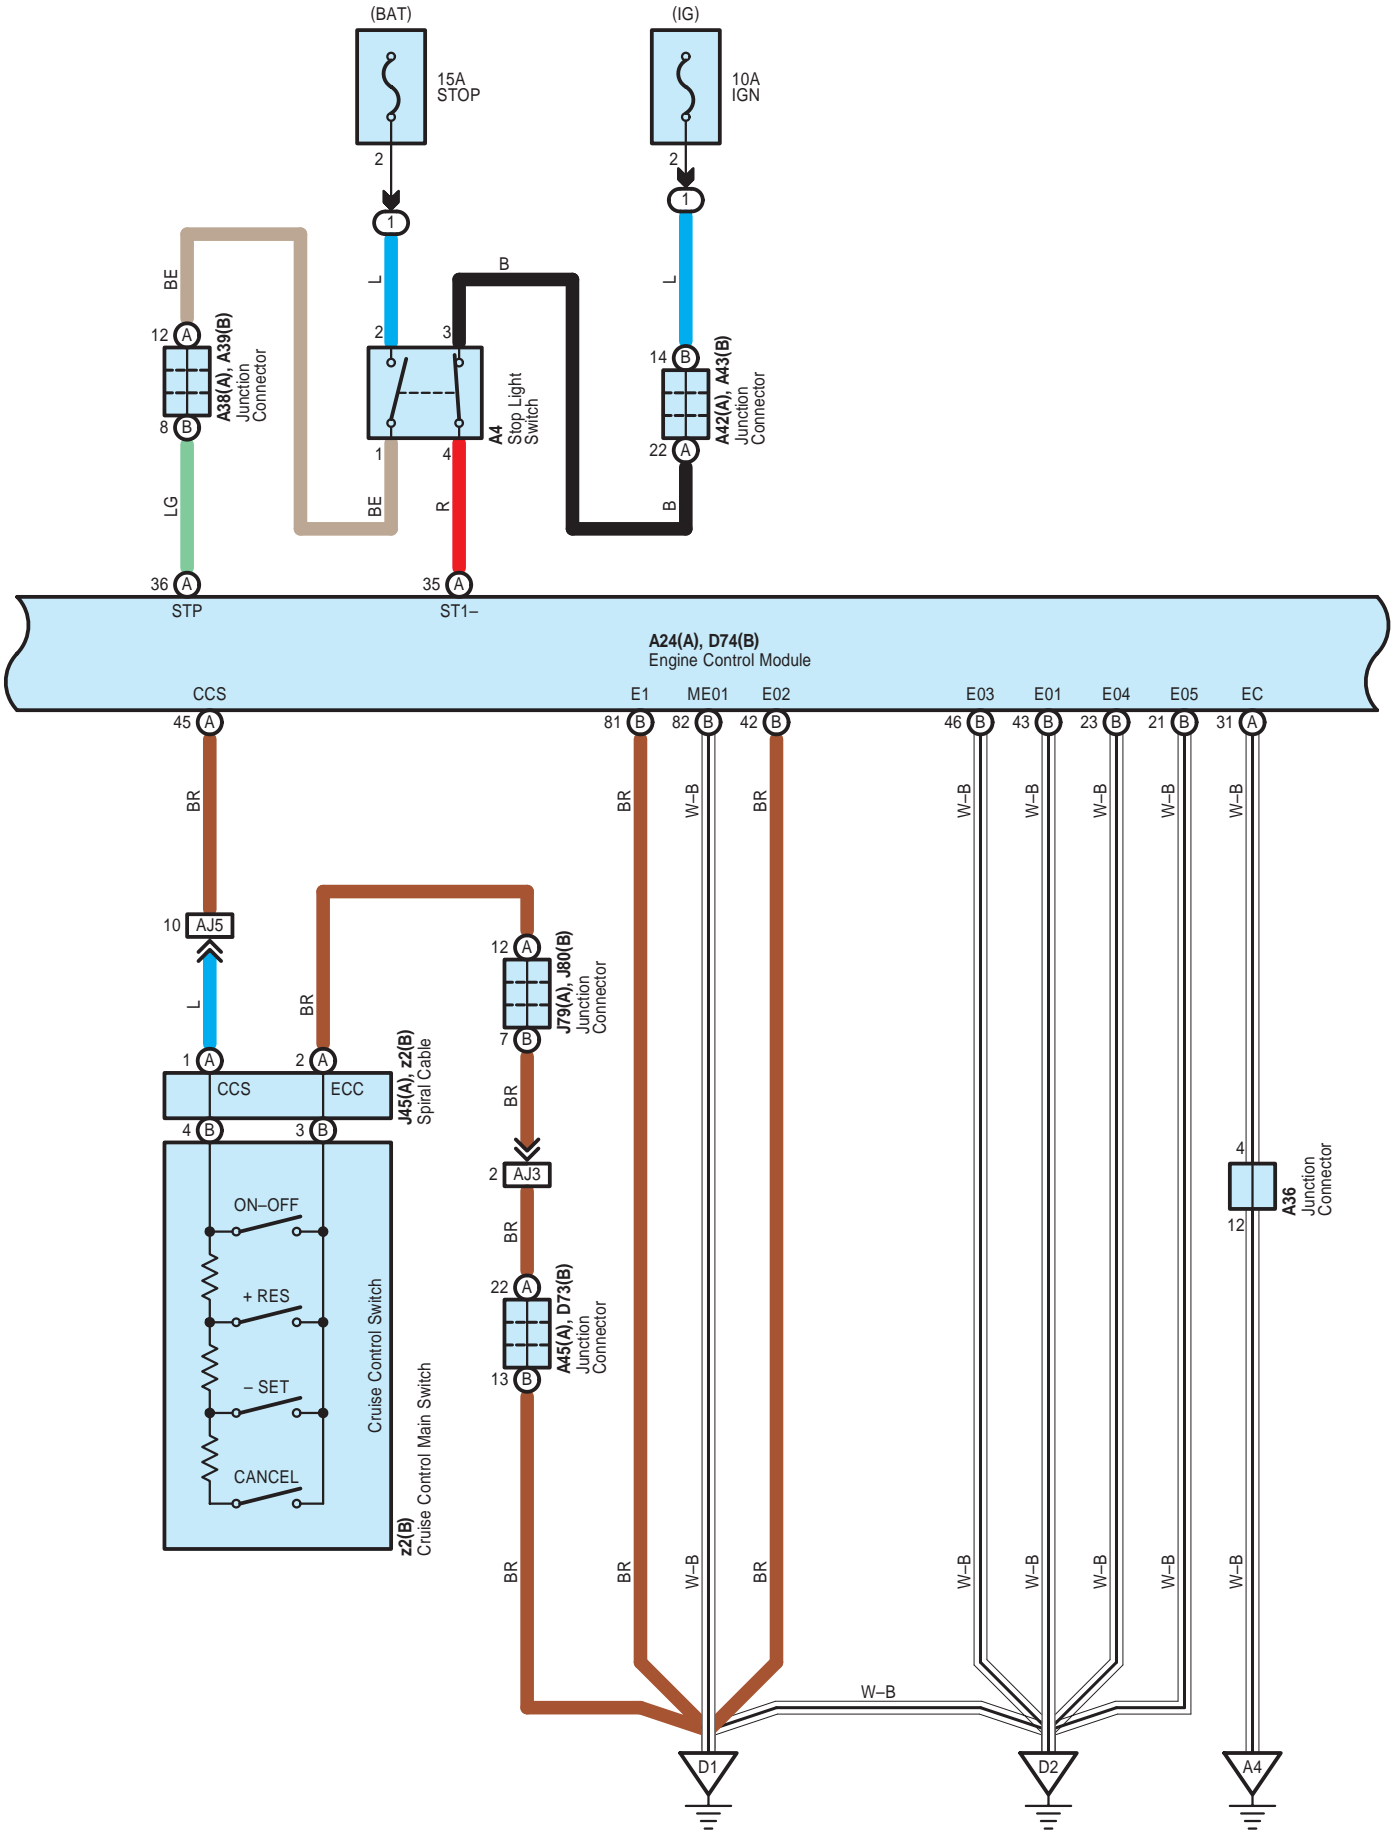 (BAT)
(IG)
15A
STOP
10A
IGN
2
2
1
1
BE
L
B
L
2
3
12
A
A38(A), A39(B)
Junction
Connector
14
B
A42(A), A43(B)
Junction
Connector
8
B
A4
Stop Light
Switch
22
A
1
4
LG
BE
R
B
36
A
35
A
STP
ST1–
A24(A), D74(B)
Engine Control Module
CCS
E1
ME01
E02
E03
E01
E04
E05
EC
45
A
81
B
82
B
42
B
46
B
43
B
23
B
21
B
31
A
BR
BR
W–B
BR
W–B
W–B
W–B
W–B
W–B
10
AJ5
12
A
J79(A), J80(B)
Junction
Connector
L
BR
7
B
1
A
2
A
CCS
ECC
J45(A), z2(B)
Spiral Cable
BR
4
B
3
B
2
AJ3
4
A36
Junction
Connector
12
ON–OFF
BR
22
A
A45(A), D73(B)
Junction
Connector
13
B
+ RES
– SET
CANCEL
Cruise Control Switch
z2(B)
Cruise Control Main Switch
BR
BR
W–B
BR
W–B
W–B
W–B
W–B
W–B
W–B
D1
D2
A4